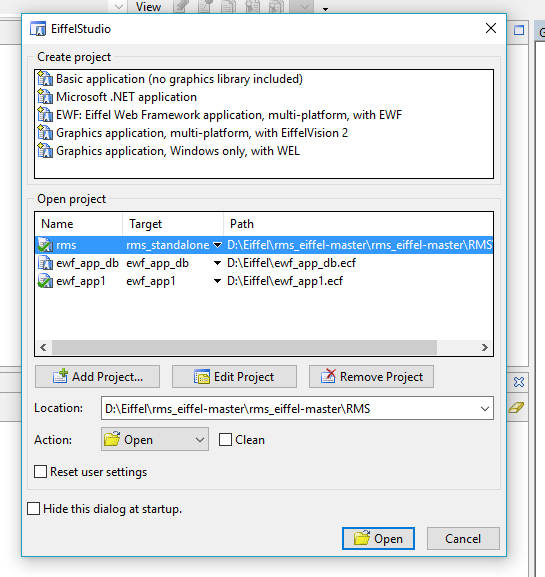 View
EiffelStudio
Create project
Basic application (no graphics library included)
Microsoft .NET application
EWF: Eiffel Web Framework application, multi-platform, with EWF
Graphics application, multi-platform, with EiffelVision 2
Graphics application, Windows only, with WEL
Open project
Name Target Path
rms rms_standalone D:\Eiffel\rms_eiffel-master\rms_eiffel-master\RMS
ewf_app_db ewf_app_db D:\Eiffel\ewf_app_db.ecf
ewf_app1 ewf_app1 D:\Eiffel\ewf_app1.ecf
Add Project... Edit Project Remove Project
Location: D:\Eiffel\rms_eiffel-master\rms_eiffel-master\RMS
Action: Open Clean
Reset user settings
Hide this dialog at startup.
Open Cancel